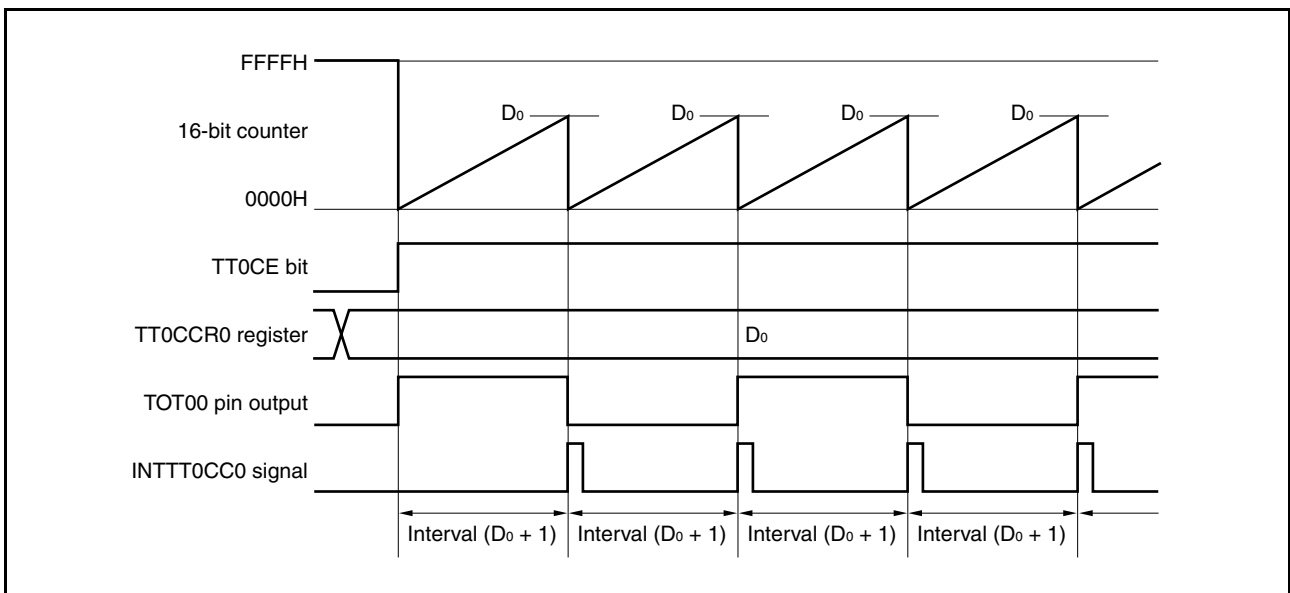 FFFFH
D0 D0 D0 D0
16-bit counter
0000H
TT0CE bit
TT0CCR0 register D0
TOT00 pin output
INTTT0CC0 signal
Interval (D0 + 1) Interval (D0 + 1) Interval (D0 + 1) Interval (D0 + 1)